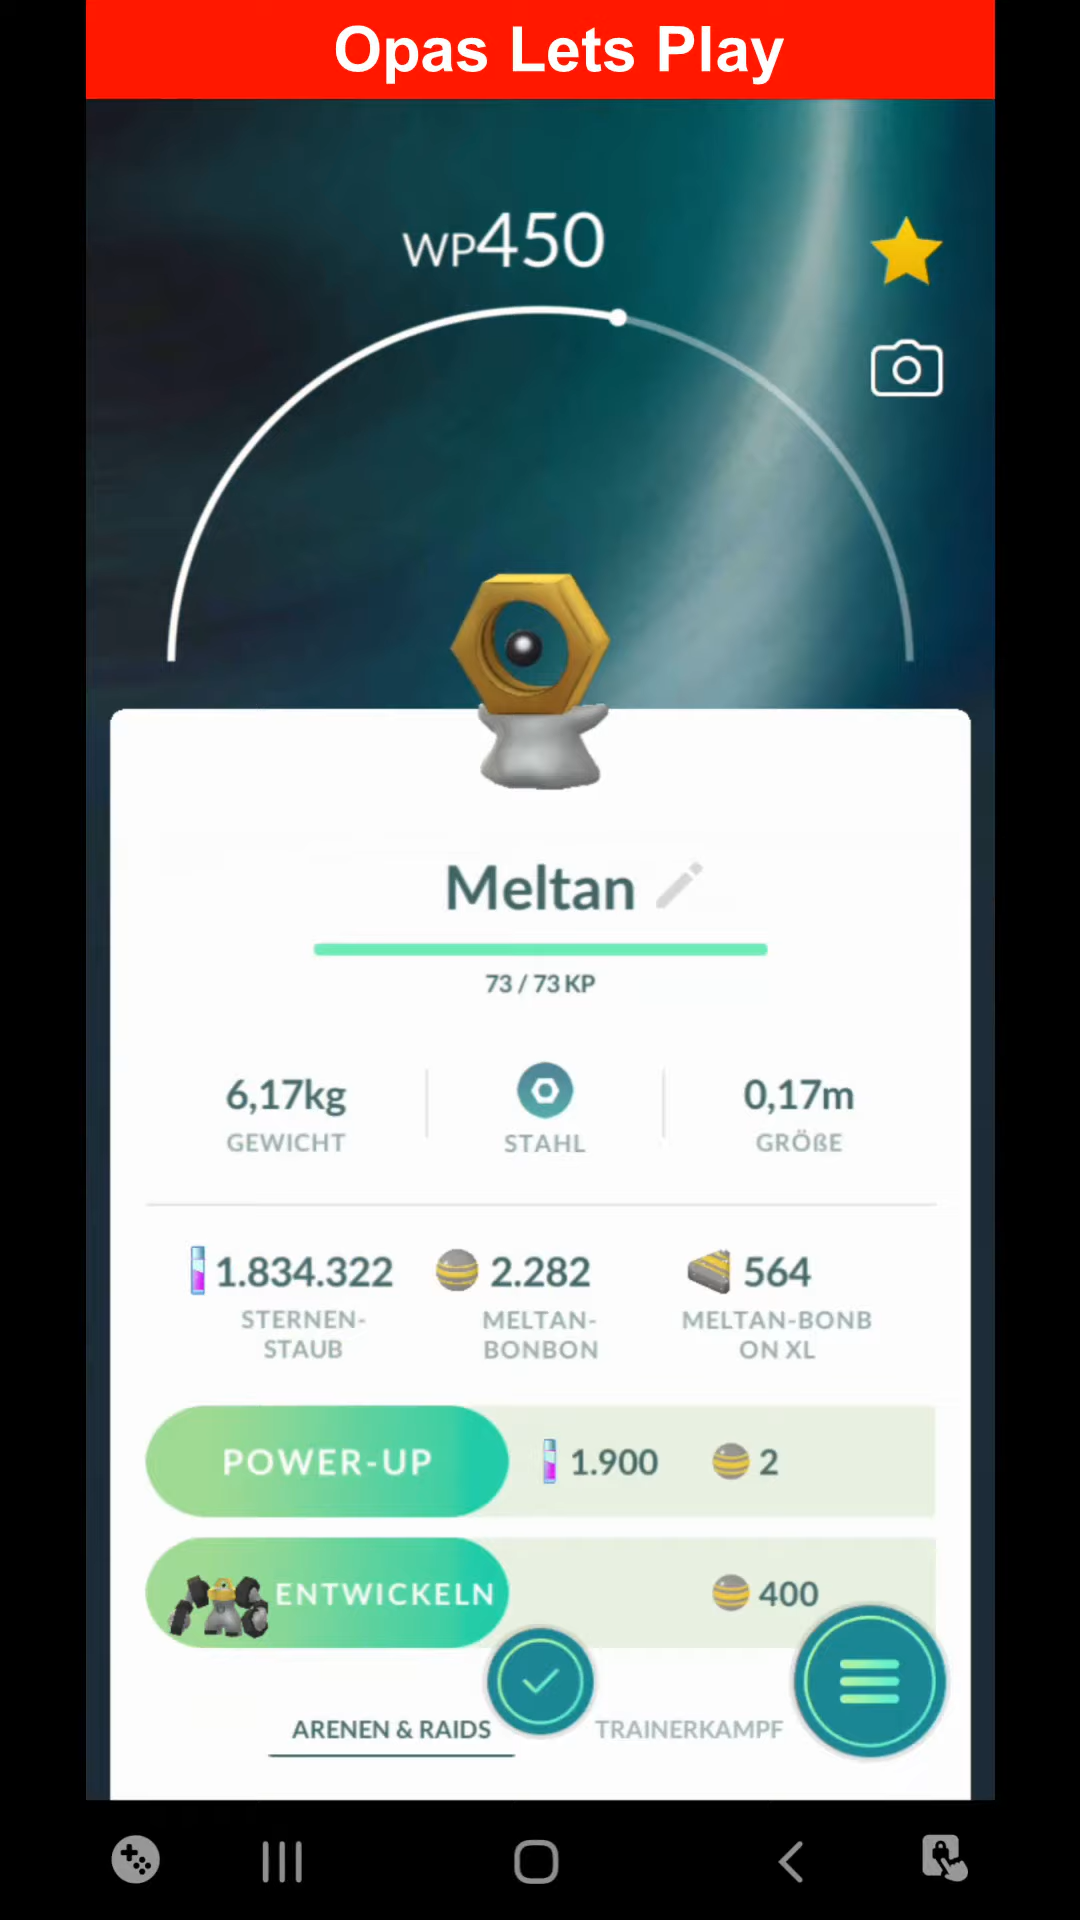 Opas Lets Play
WP450
Meltan
73 / 73 KP
6,17kg
GEWICHT
STAHL
0,17m
GRÖßE
1.834.322
STERNEN-
STAUB
2.282
MELTAN-
BONBON
564
MELTAN-BONB
ON XL
POWER-UP 1.900 2
ENTWICKELN 400
ARENEN & RAIDS TRAINERKAMPF